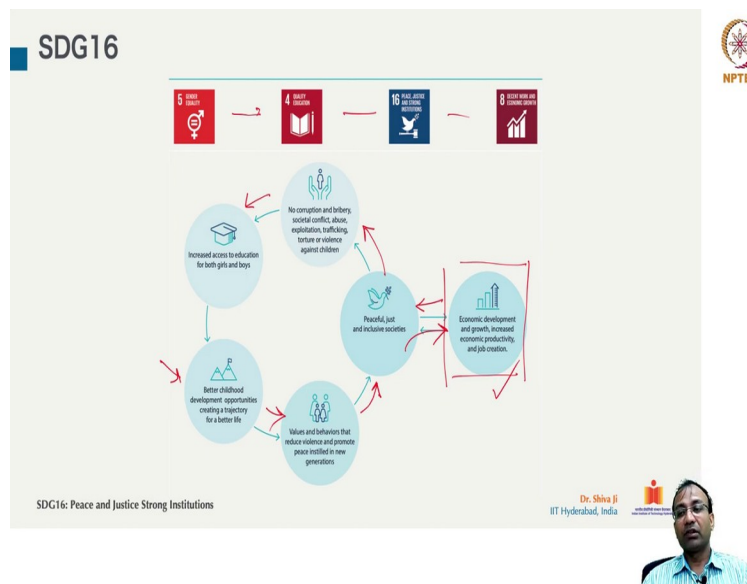 SDG16
NPTE
5 GENDER EQUALITY
4 QUALITY EDUCATION
16 PEACE, JUSTICE AND STRONG INSTITUTIONS
8 DECENT WORK AND ECONOMIC GROWTH
No corruption and bribery,
societal conflict, abuse,
exploitation, trafficking,
torture or violence
against children
Increased access to education
for both girls and boys
Peaceful, just
and inclusive societies
Economic development
and growth, increased
economic productivity,
and job creation.
Better childhood
development opportunities
creating a trajectory
for a better life
Values and behaviors that
reduce violence and promote
peace instilled in new
generations
SDG16: Peace and Justice Strong Institutions
Dr. Shiva Ji
IIT Hyderabad, India